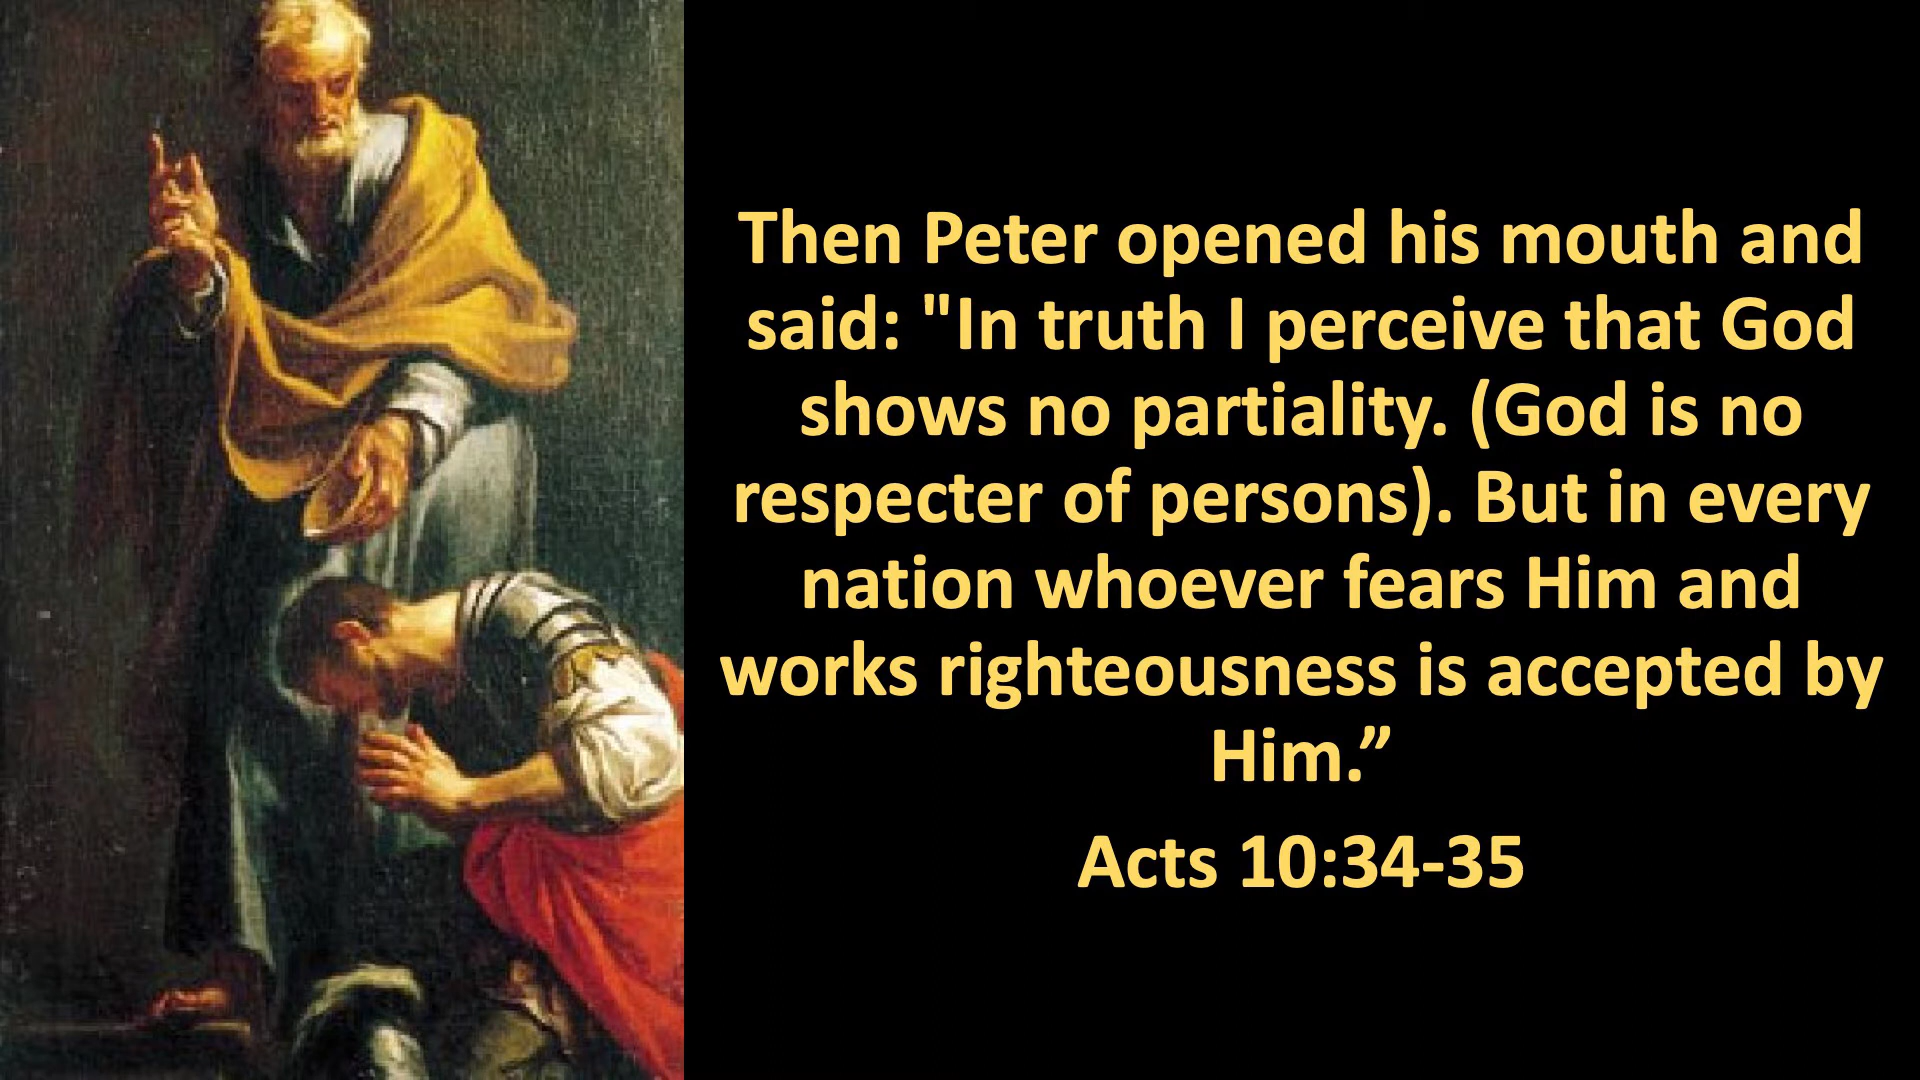 Then Peter opened his mouth and
said: "In truth I perceive that God
shows no partiality. (God is no
respecter of persons). But in every
nation whoever fears Him and
works righteousness is accepted by
Him.”
Acts 10:34-35